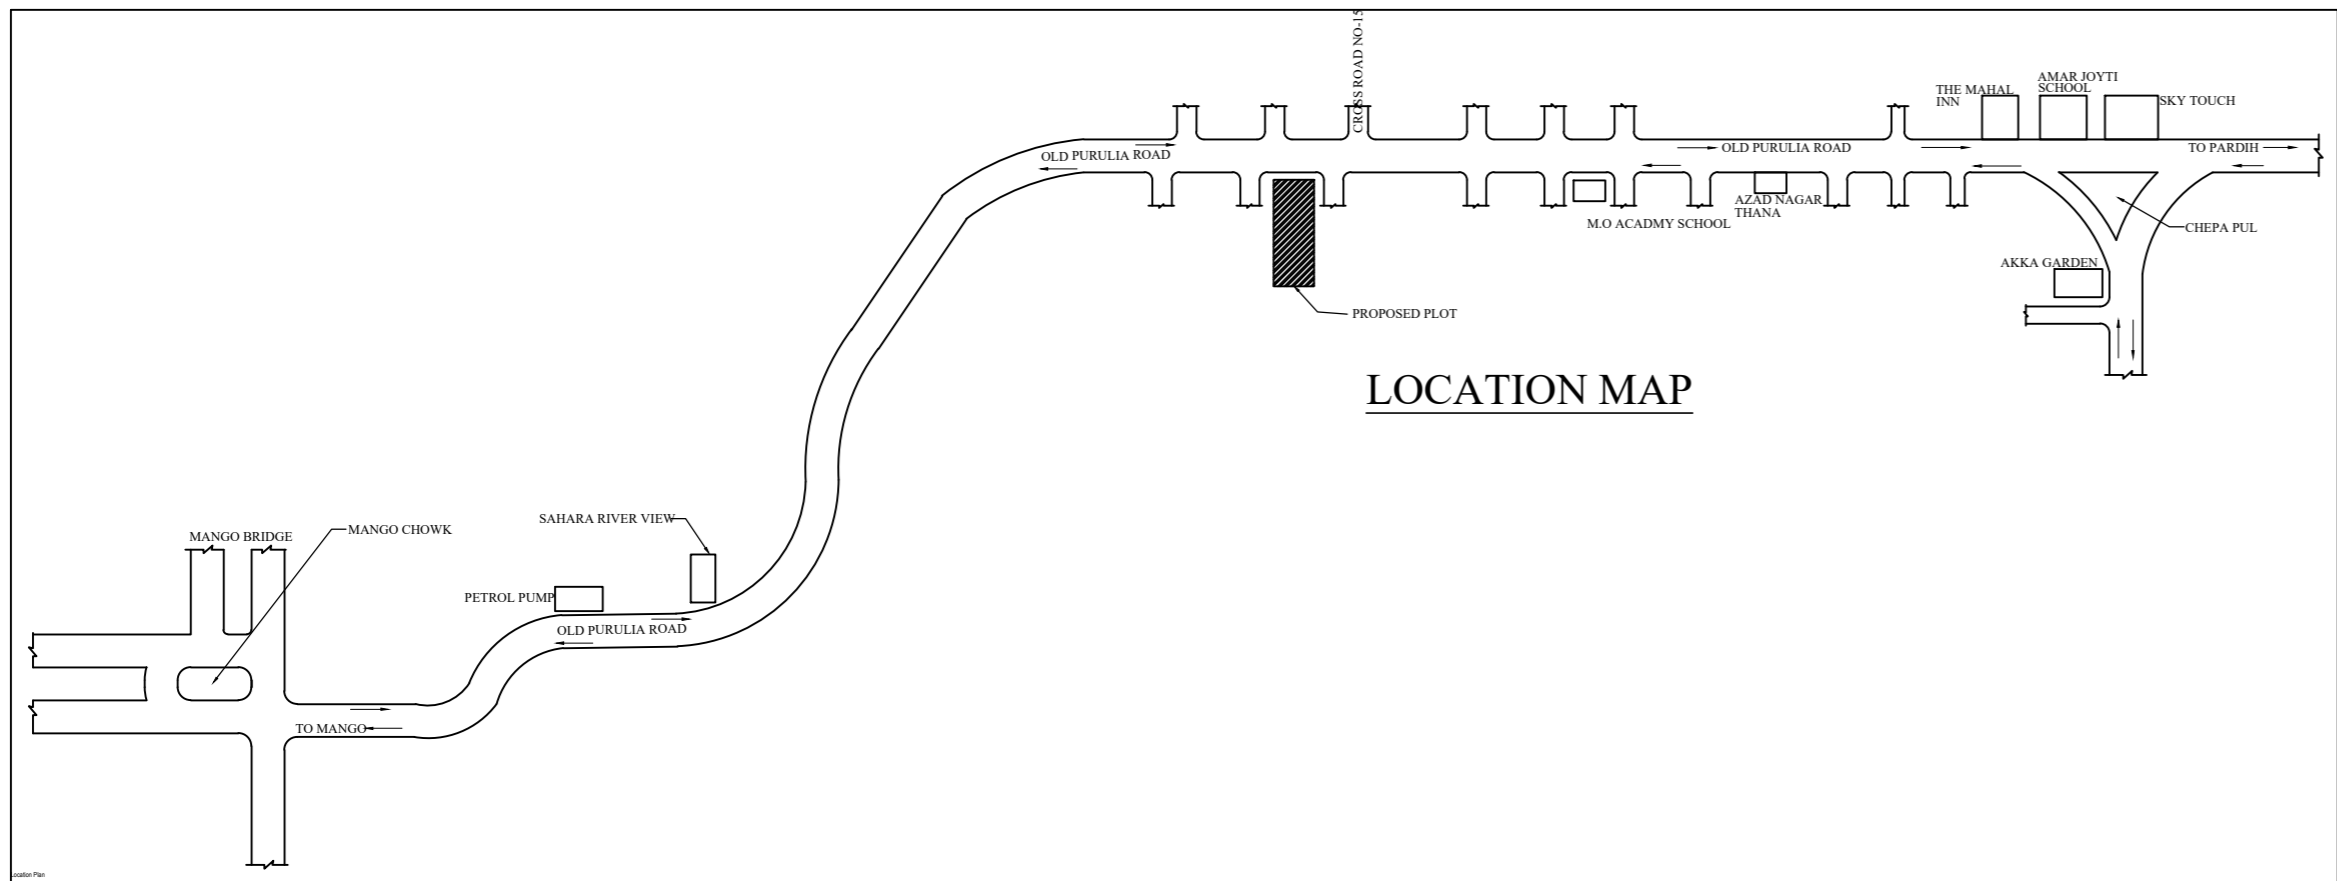 CROSS ROAD NO-15
THE MAHAL
INN
AMAR JOYTI
SCHOOL
SKY TOUCH
OLD PURULIA ROAD
OLD PURULIA ROAD
TO PARDIH
AZAD NAGAR
THANA
M.O ACADMY SCHOOL
CHEPA PUL
AKKA GARDEN
PROPOSED PLOT
LOCATION MAP
SAHARA RIVER VIEW
MANGO BRIDGE
MANGO CHOWK
PETROL PUMP
OLD PURULIA ROAD
TO MANGO
Location Plan